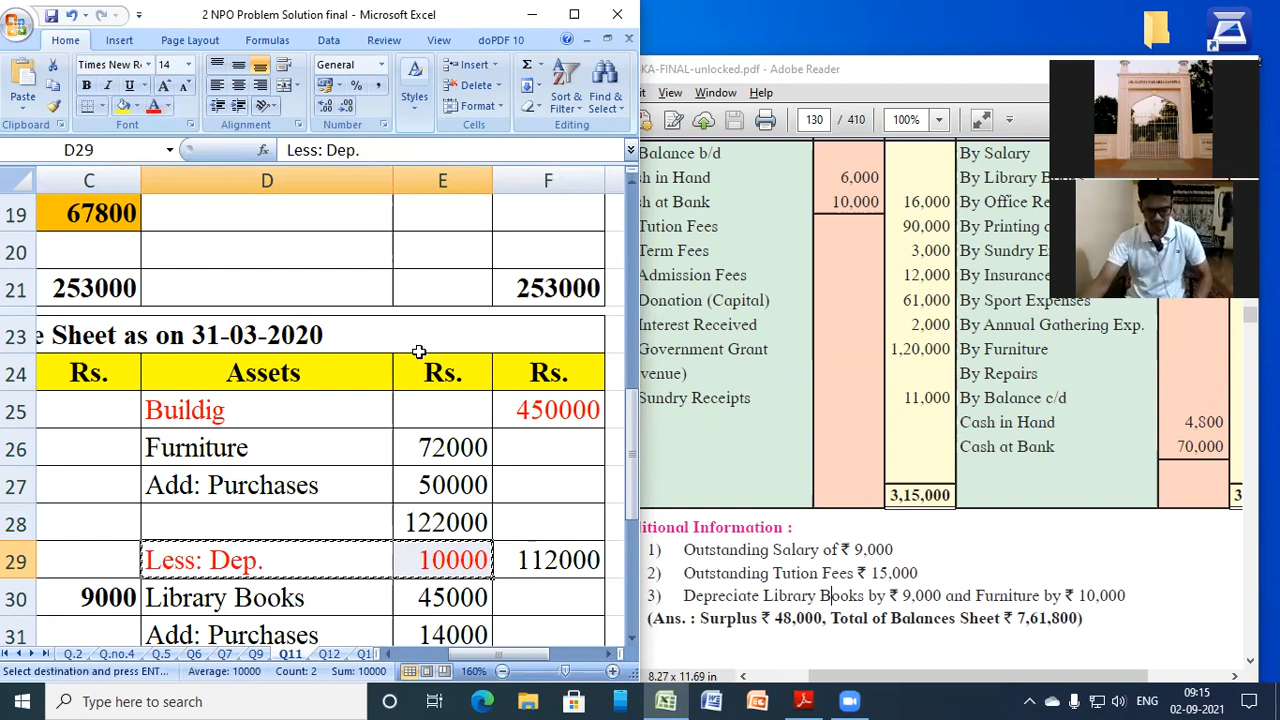 2 NPO Problem Solution final - Microsoft Excel
Home Insert Page Layout Formulas Data Review View doPDF 10
Times New Ro 14 General Insert Delete Format Σ
B I U A % ,
Paste Styles Sort & Filter Find & Select
Clipboard Font Alignment Number Cells Editing
D29 fx Less: Dep.
C D E F
19 67800
20
21 253000 253000
23 e Sheet as on 31-03-2020
24 Rs. Assets Rs. Rs.
25 Buildig 450000
26 Furniture 72000
27 Add: Purchases 50000
28 122000
29 Less: Dep. 10000 112000
30 9000 Library Books 45000
31 Add: Purchases 14000
Q.2 Q.no.4 Q.5 Q6 Q7 Q9 Q11 Q12 Q1
Select destination and press ENT... Average: 10000 Count: 2 Sum: 10000 160%
KA-FINAL-unlocked.pdf - Adobe Reader
it View Window Help
130 / 410 100%
Balance b/d By Salary
h in Hand 6,000 By Library B
h at Bank 10,000 16,000 By Office Re
Tution Fees 90,000 By Printing
Term Fees 3,000 By Sundry E
Admission Fees 12,000 By Insurance
Donation (Capital) 61,000 By Sport Expenses
Interest Received 2,000 By Annual Gathering Exp.
Government Grant 1,20,000 By Furniture
venue) By Repairs
Sundry Receipts 11,000 By Balance c/d
Cash in Hand 4,800
Cash at Bank 70,000
3,15,000 3
itional Information :
1) Outstanding Salary of ₹ 9,000
2) Outstanding Tution Fees ₹ 15,000
3) Depreciate Library Books by ₹ 9,000 and Furniture by ₹ 10,000
(Ans. : Surplus ₹ 48,000, Total of Balances Sheet ₹ 7,61,800)
8.27 x 11.69 in
Type here to search
ENG 09:15
02-09-2021